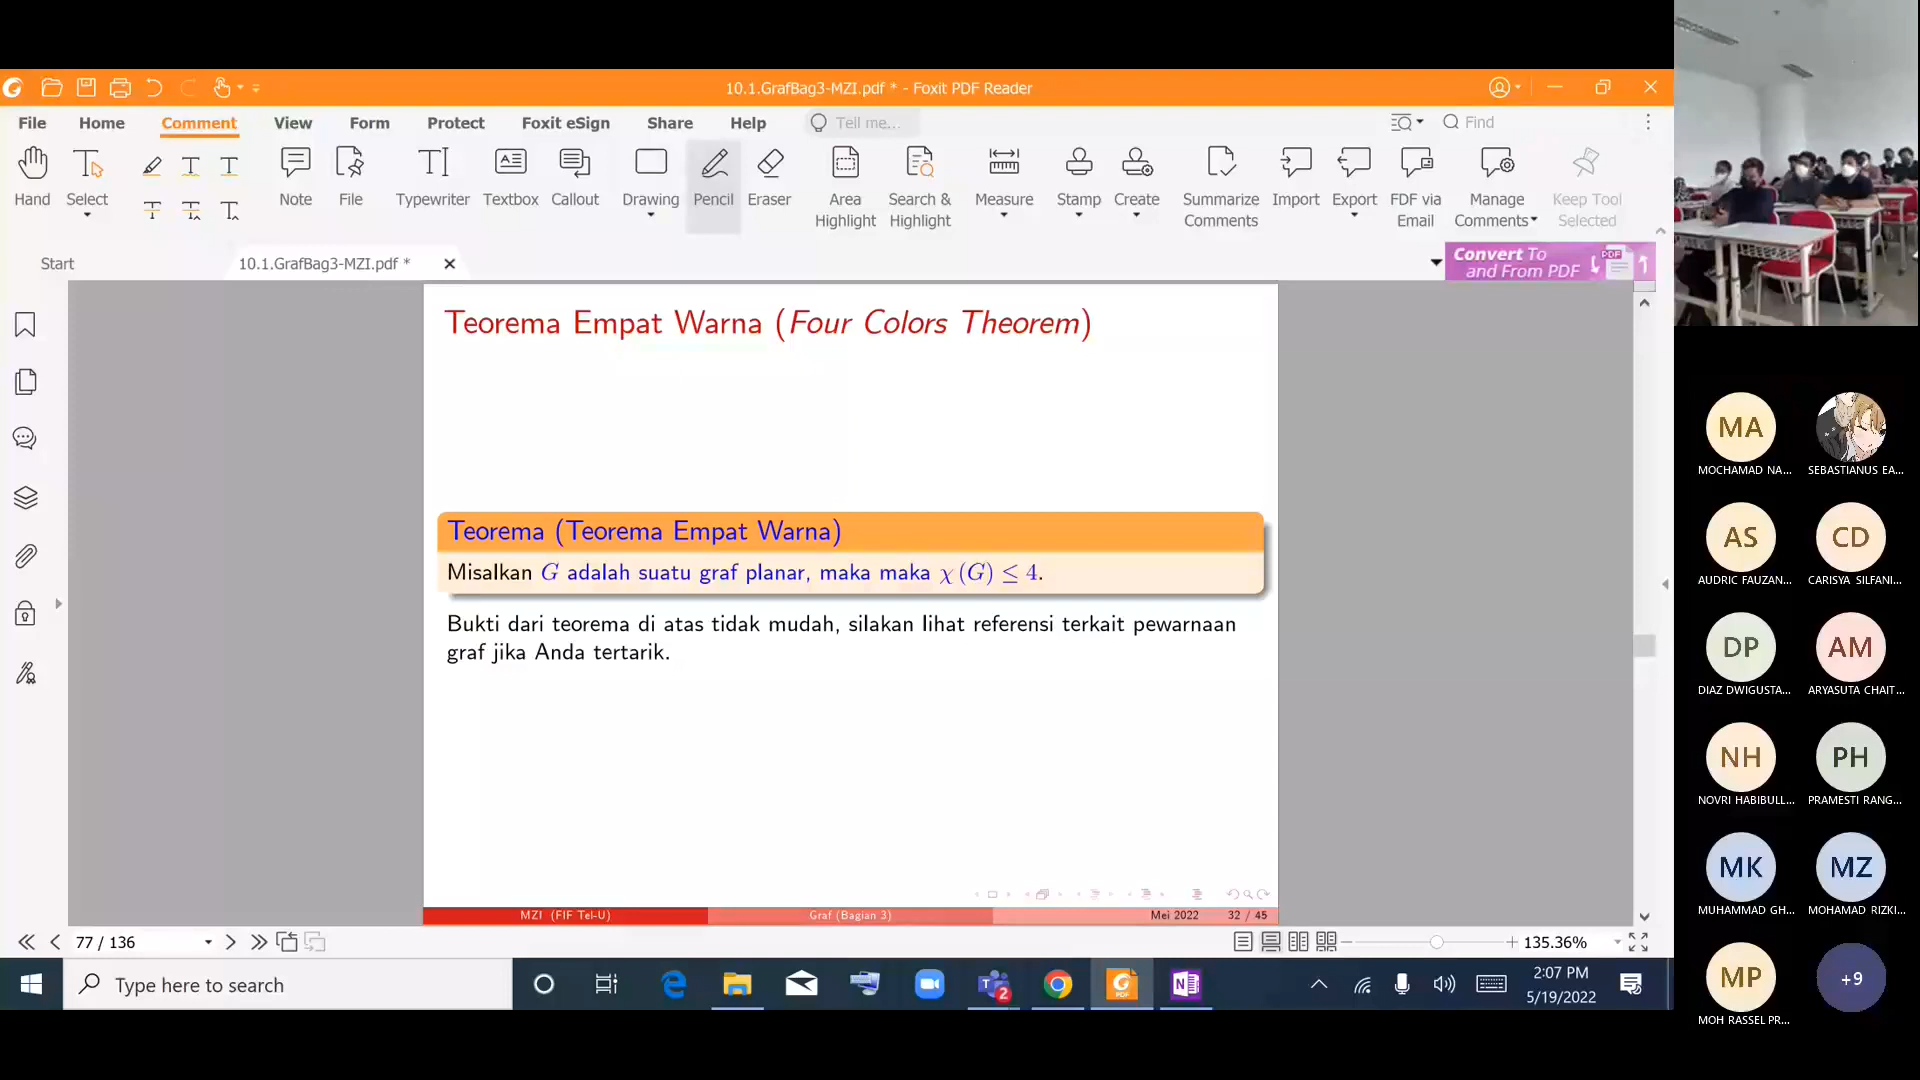 10.1.GrafBag3-MZI.pdf * - Foxit PDF Reader
File Home Comment View Form Protect Foxit eSign Share Help Tell me... Find
Hand Select Note File Typewriter Textbox Callout Drawing Pencil Eraser Area Highlight Search & Highlight Measure Stamp Create Summarize Comments Import Export FDF via Email Manage Comments Keep Tool Selected
Start 10.1.GrafBag3-MZI.pdf *
Convert To
and From PDF
PDF
Teorema Empat Warna (Four Colors Theorem)
Teorema (Teorema Empat Warna)
Misalkan G adalah suatu graf planar, maka maka χ (G) ≤ 4.
Bukti dari teorema di atas tidak mudah, silakan lihat referensi terkait pewarnaan
graf jika Anda tertarik.
MZI (FIF Tel-U) Graf (Bagian 3) Mei 2022 32 / 45
77 / 136 135.36%
Type here to search
2
2:07 PM
5/19/2022
MA
MOCHAMAD NA... SEBASTIANUS EA...
AS CD
AUDRIC FAUZAN... CARISYA SILFANI...
DP AM
DIAZ DWIGUSTA... ARYASUTA CHAIT...
NH PH
NOVRI HABIBULL... PRAMESTI RANG...
MK MZ
MUHAMMAD GH... MOHAMAD RIZKI...
MP +9
MOH RASSEL PR...